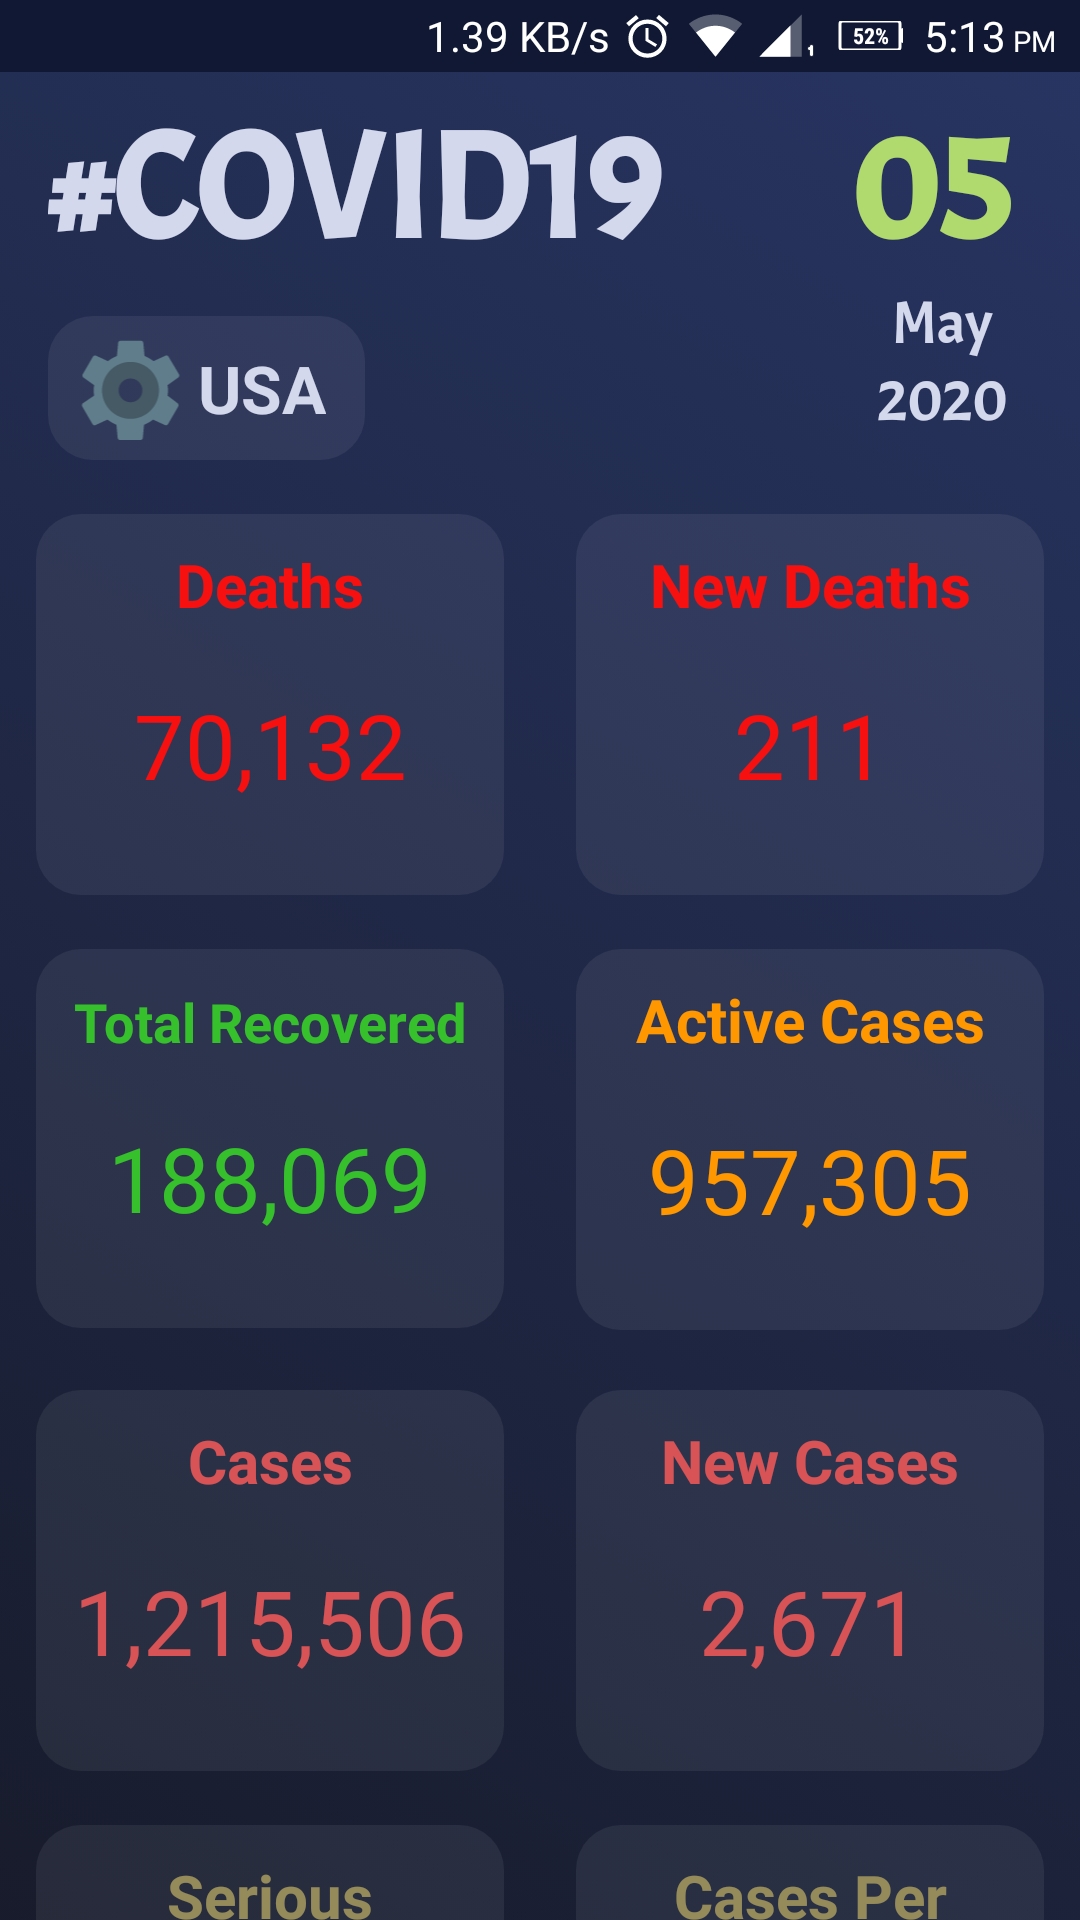 1.39 KB/s 52% 5:13 PM
#COVID19 05
May
USA
2020
Deaths New Deaths
70,132 211
Total Recovered Active Cases
188,069 957,305
Cases New Cases
1,215,506 2,671
Serious Cases Per